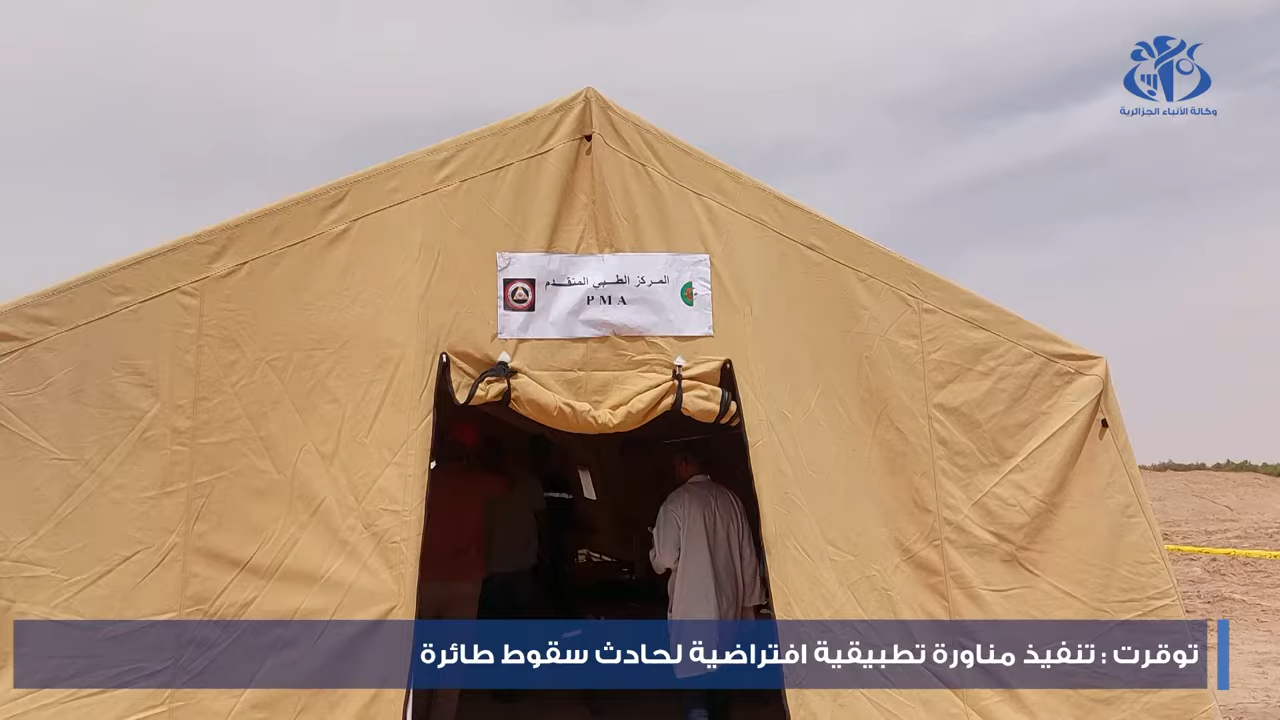 وكالة الأنباء الجزائرية
المركز الطبي المتقدم
PMA
توقرت : تنفيذ مناورة تطبيقية افتراضية لحادث سقوط طائرة